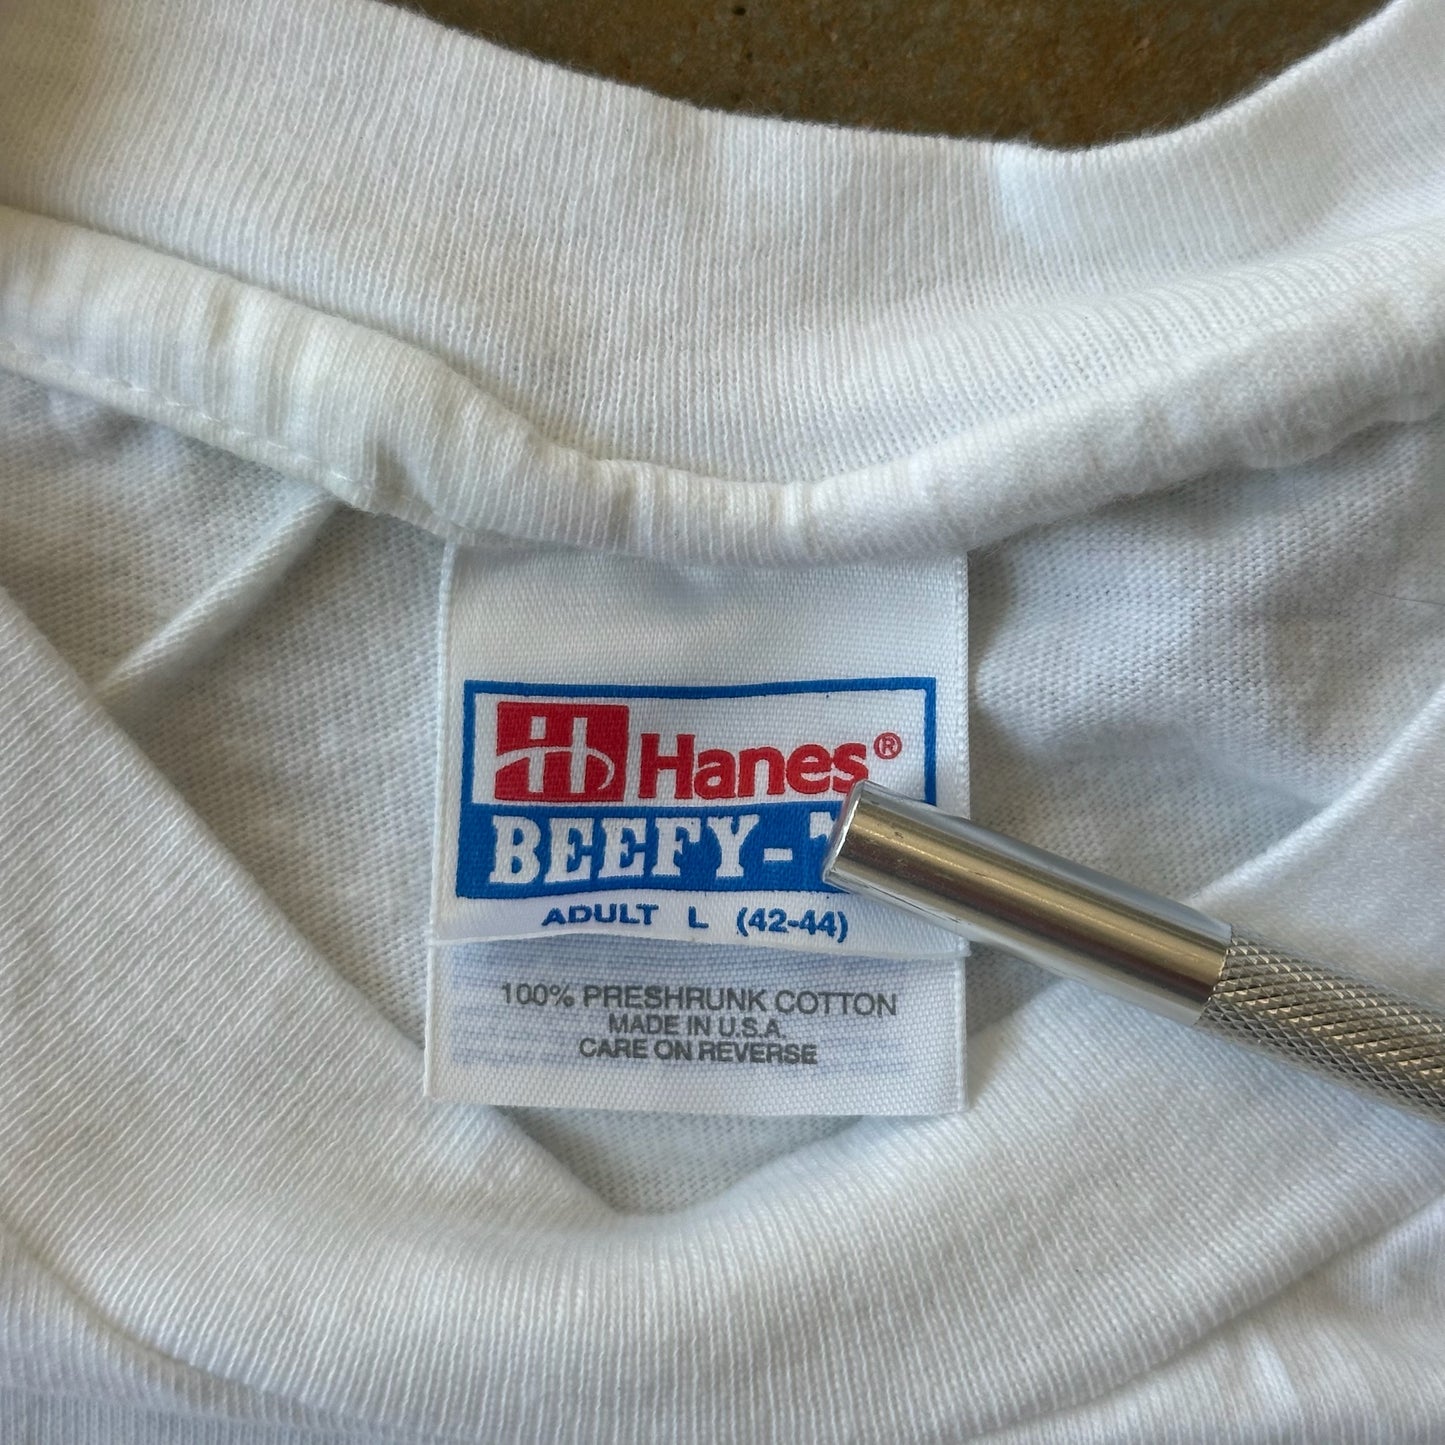 Hanes®
BEEFY-
ADULT L (42-44)
100% PRESHRUNK COTTON
MADE IN U.S.A.
CARE ON REVERSE